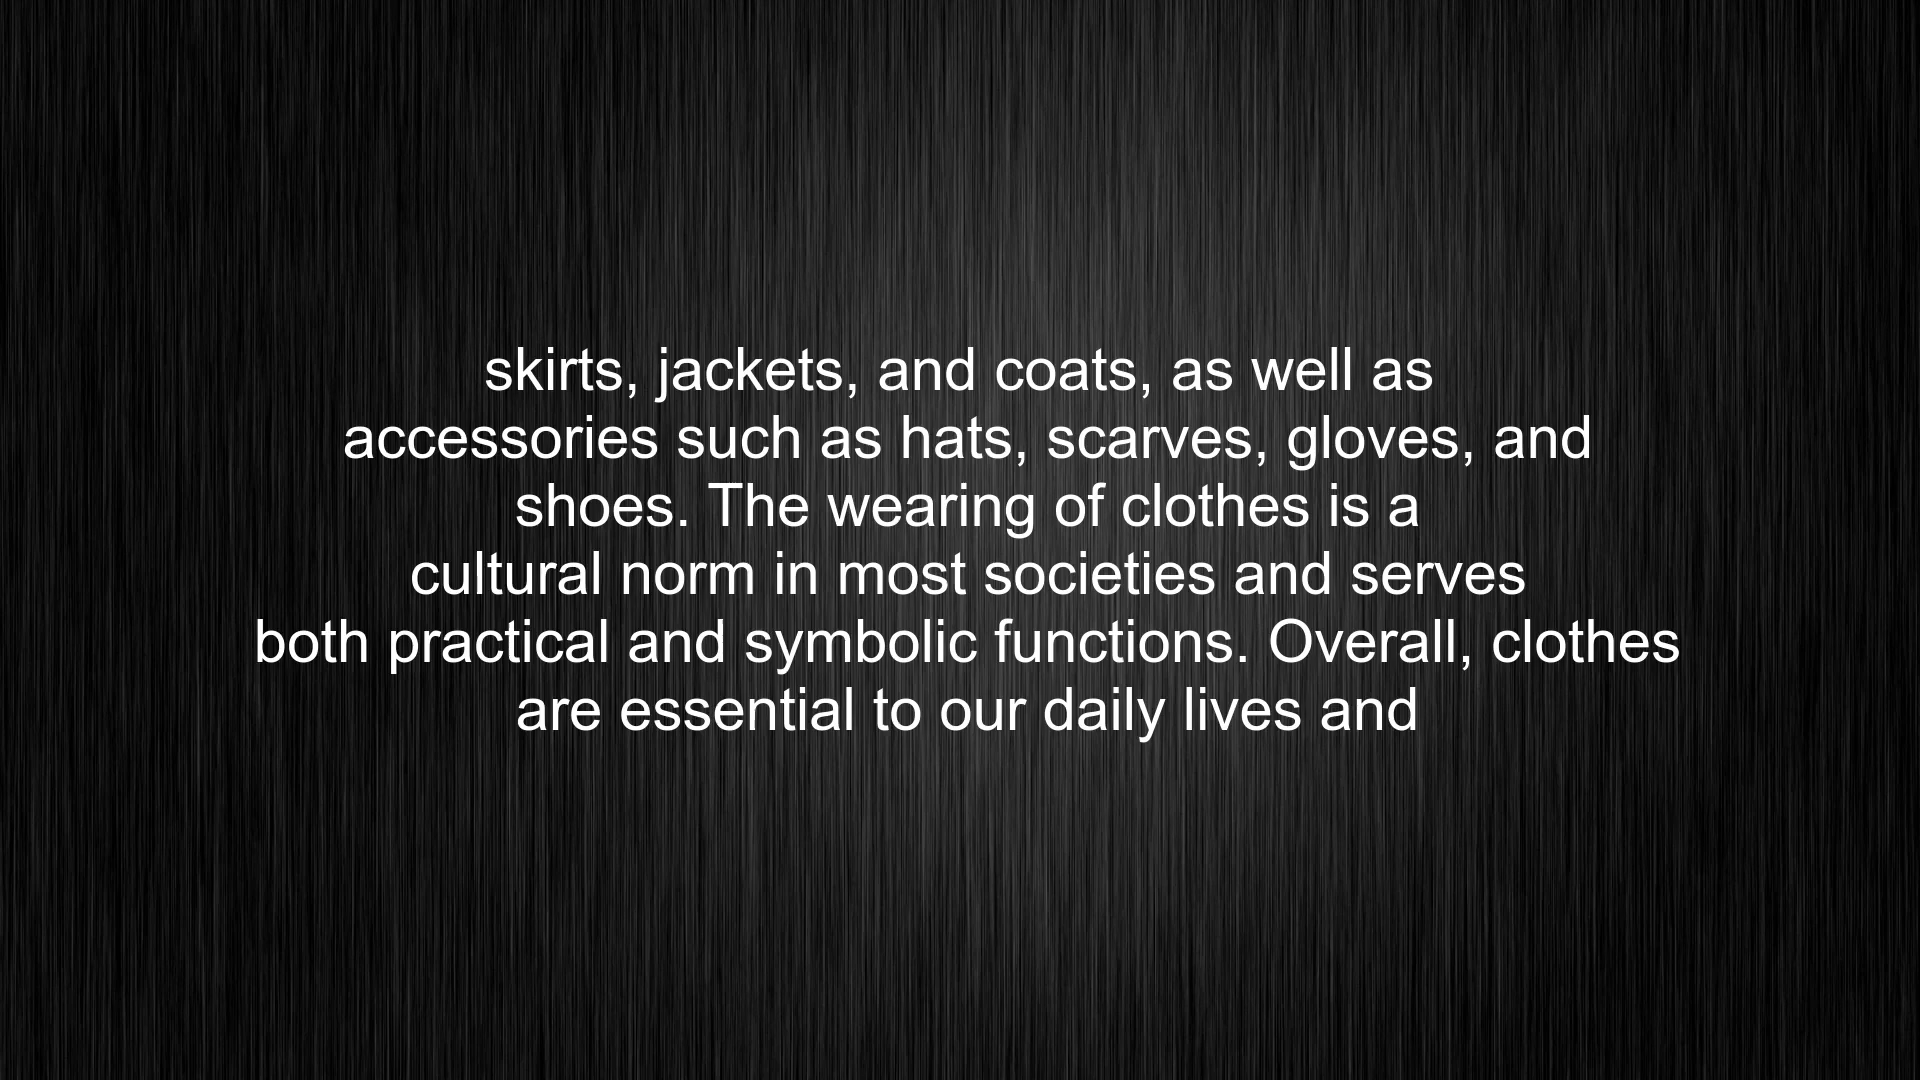 skirts, jackets, and coats, as well as
accessories such as hats, scarves, gloves, and
shoes. The wearing of clothes is a
cultural norm in most societies and serves
both practical and symbolic functions. Overall, clothes
are essential to our daily lives and